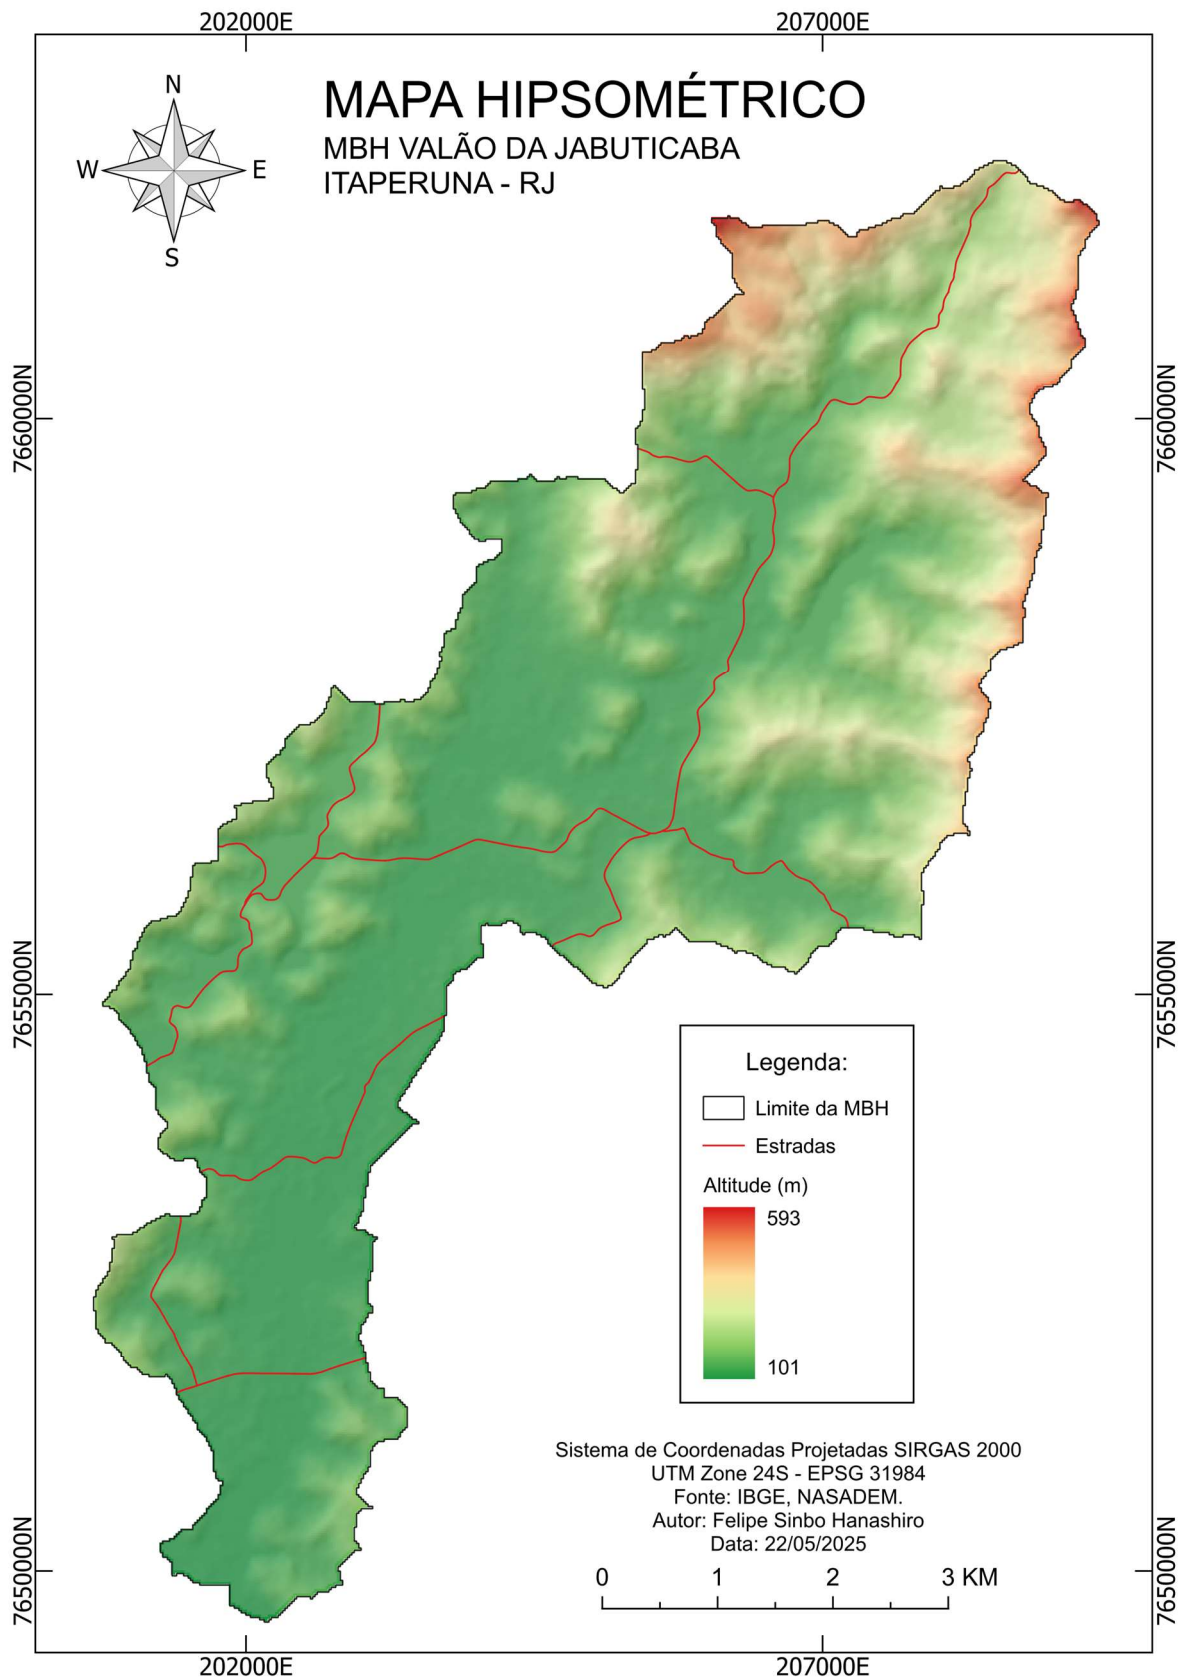 202000E
207000E
N
W
E
S
MAPA HIPSOMÉTRICO
MBH VALÃO DA JABUTICABA
ITAPERUNA - RJ
7660000N
7660000N
7655000N
7655000N
Legenda:
Limite da MBH
Estradas
Altitude (m)
593
101
Sistema de Coordenadas Projetadas SIRGAS 2000
UTM Zone 24S - EPSG 31984
Fonte: IBGE, NASADEM.
Autor: Felipe Sinbo Hanashiro
Data: 22/05/2025
0 1 2 3 KM
7650000N
7650000N
202000E
207000E